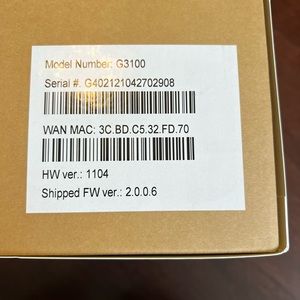 Model Number: G3100
Serial #. G402121042702908
WAN MAC: 3C.BD.C5.32.FD.70
HW ver.: 1104
Shipped FW ver.: 2.0.0.6